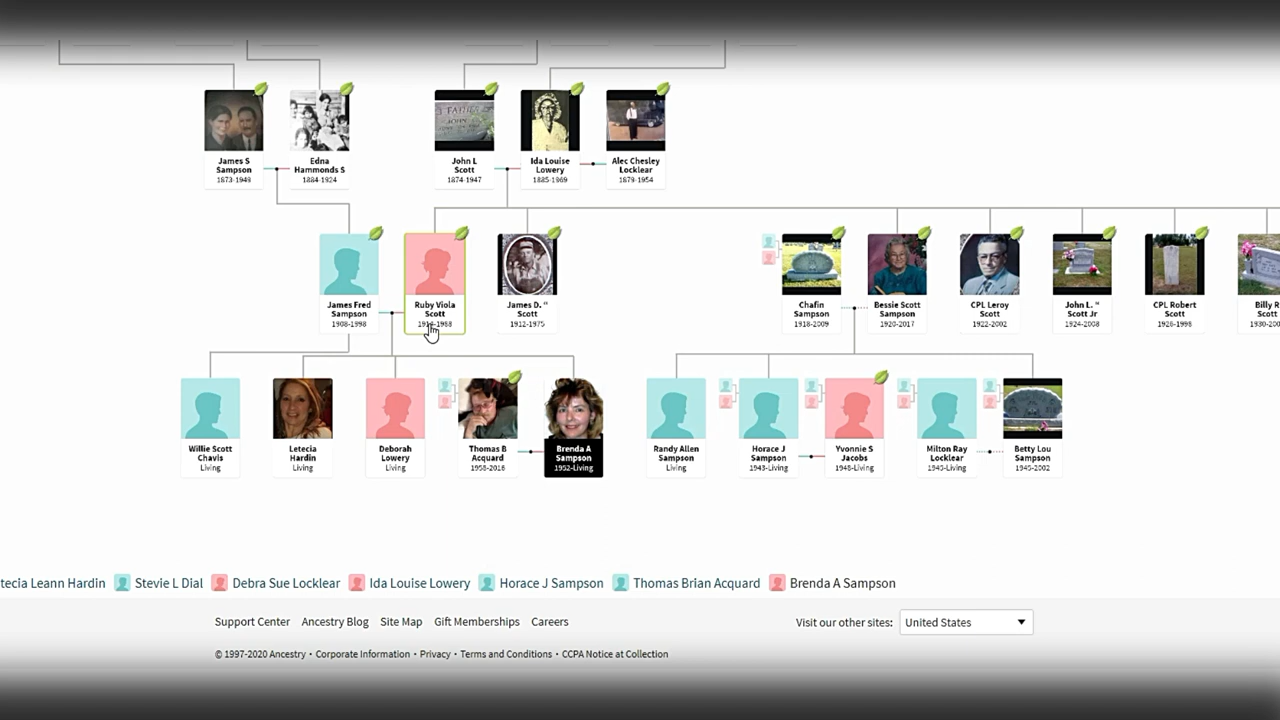 James S
Sampson
1873-1949
Edna
Hammonds S
1884-1924
John L
Scott
1874-1947
Ida Louise
Lowery
1885-1969
Alec Chesley
Locklear
1879-1954
James Fred
Sampson
1908-1998
Ruby Viola
Scott
James D. "
Scott
1912-1975
Chafin
Sampson
1918-2009
Bessie Scott
Sampson
1920-2017
CPL Leroy
Scott
1922-2002
John L. "
Scott Jr
1924-2008
CPL Robert
Scott
1926-1998
Billy R
Scott
Willie Scott
Chavis
Living
Letecia
Hardin
Living
Deborah
Lowery
Living
Thomas B
Acquard
1958-2016
Brenda A
Sampson
1962-Living
Randy Allen
Sampson
Living
Horace J
Sampson
1943-Living
Yvonnie S
Jacobs
1948-Living
Milton Ray
Locklear
1945-Living
Betty Lou
Sampson
1945-2002
tecia Leann Hardin Stevie L Dial Debra Sue Locklear Ida Louise Lowery Horace J Sampson Thomas Brian Acquard Brenda A Sampson
Support Center Ancestry Blog Site Map Gift Memberships Careers Visit our other sites: United States
© 1997-2020 Ancestry • Corporate Information • Privacy • Terms and Conditions • CCPA Notice at Collection